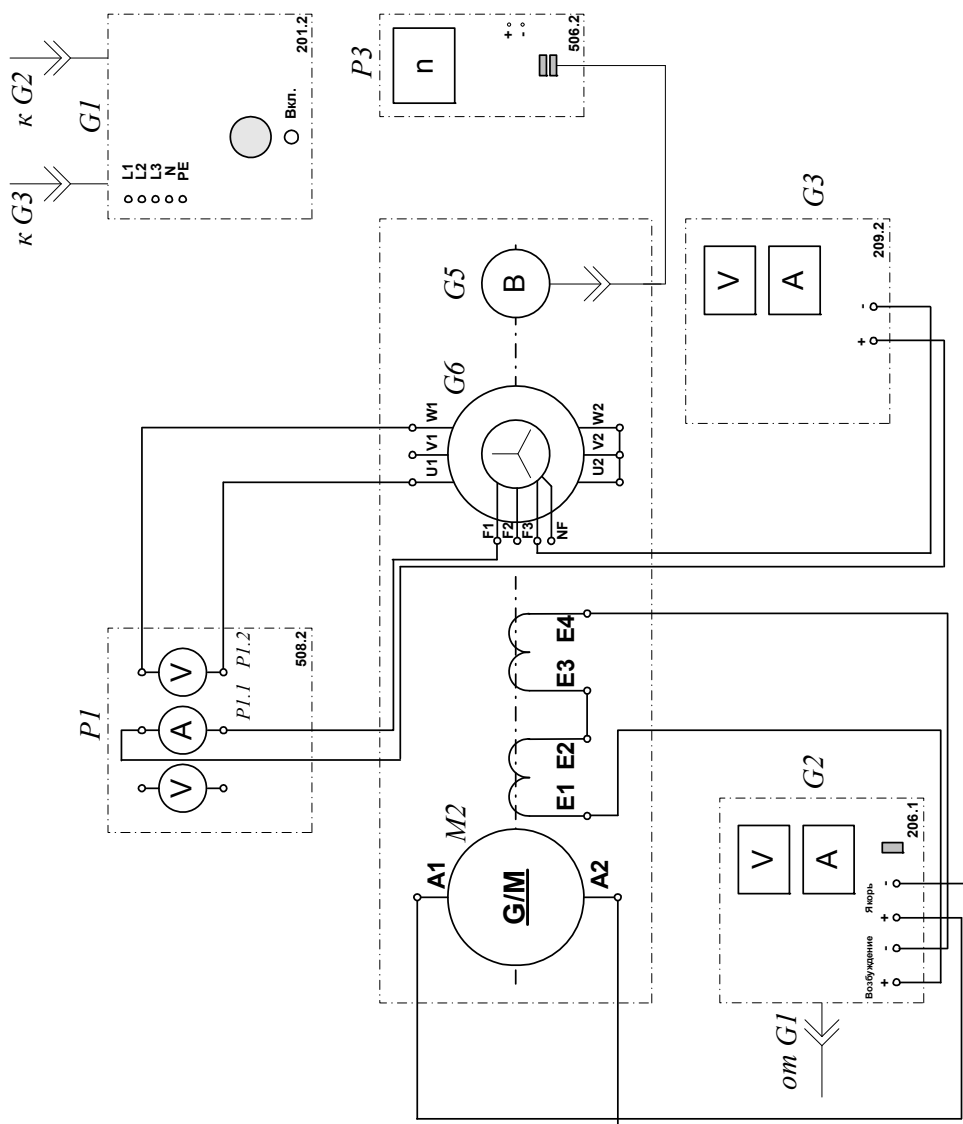 к G2
к G3
G1
L1
L2
L3
N
PE
Вкл.
201.2
P3
n
+
-
506.2
G5
B
G6
U1 V1 W1
U2 V2 W2
F1
F2
F3
NF
G3
V
A
+
-
209.2
P1
V
A
V
P1.1 P1.2
508.2
M2
A1
G/M
A2
E1 E2 E3 E4
G2
V
A
206.1
Возбуждение Якорь
+ - + -
от G1